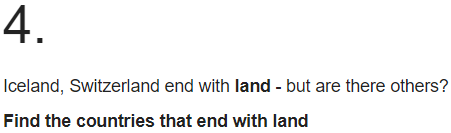 4.
Iceland, Switzerland end with land - but are there others?
Find the countries that end with land